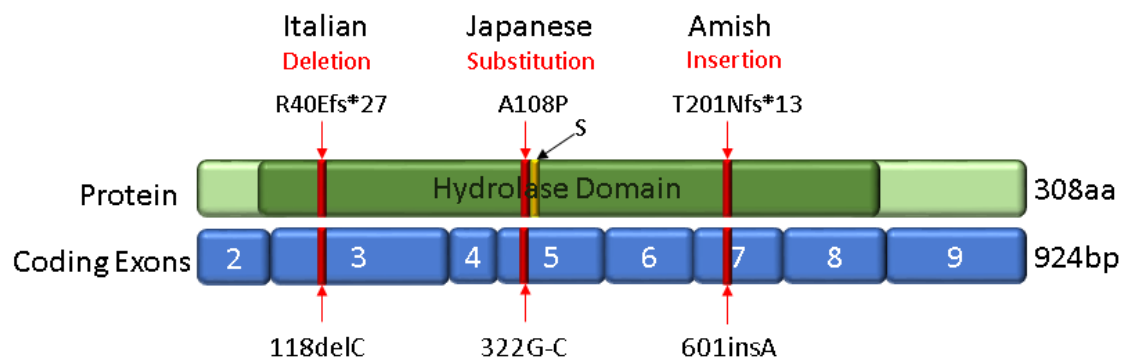 Italian Japanese Amish
Deletion Substitution Insertion
R40Efs*27 A108P T201Nfs*13
S
Protein Hydrolase Domain 308aa
Coding Exons 2 3 4 5 6 7 8 9 924bp
118delC 322G-C 601insA